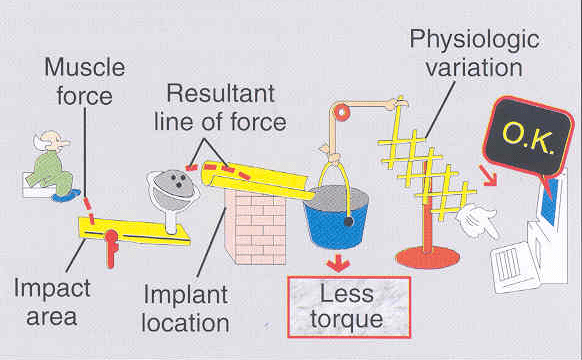 Physiologic
variation
Muscle
force
Resultant
line of force
O.K.
Impact
area
Implant
location
Less
torque